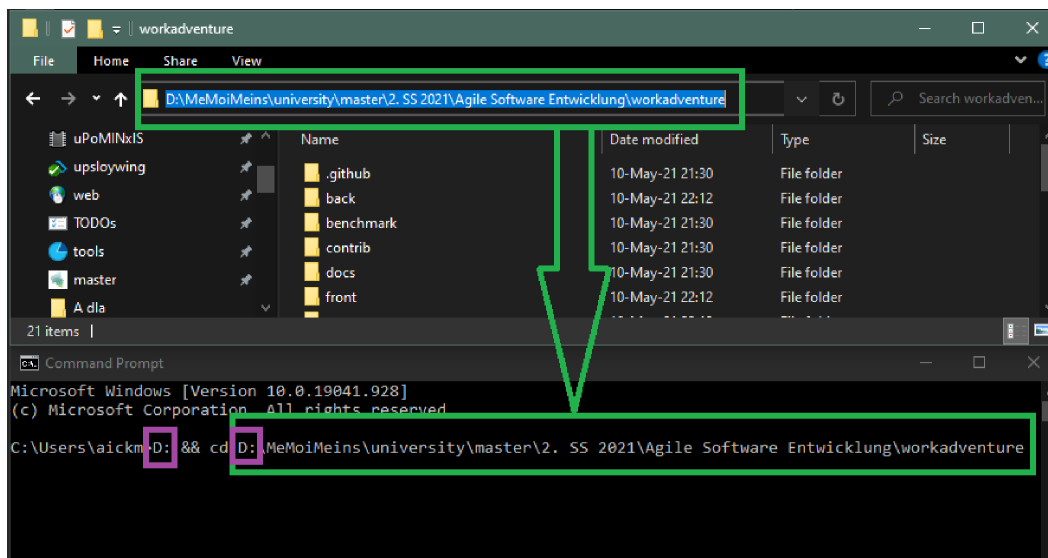 workadventure
File Home Share View
D:\MeMoiMeins\university\master\2. SS 2021\Agile Software Entwicklung\workadventure
Search workadven...
uPoMINxIS
upsloywing
web
TODOs
tools
master
A dla
Name Date modified Type Size
.github 10-May-21 21:30 File folder
back 10-May-21 22:12 File folder
benchmark 10-May-21 21:30 File folder
contrib 10-May-21 21:30 File folder
docs 10-May-21 21:30 File folder
front 10-May-21 22:12 File folder
21 items
Command Prompt
Microsoft Windows [Version 10.0.19041.928]
(c) Microsoft Corporation. All rights reserved
C:\Users\aickm>D: && cd D:\MeMoiMeins\university\master\2. SS 2021\Agile Software Entwicklung\workadventure